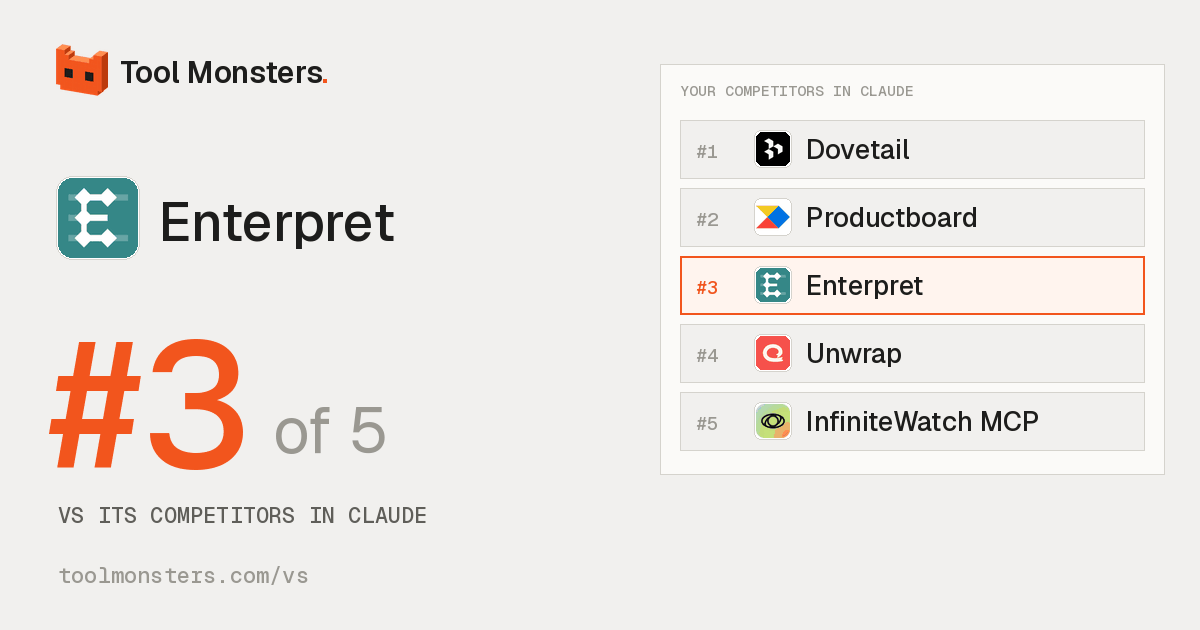 Tool Monsters.
Enterpret
#3 of 5
VS ITS COMPETITORS IN CLAUDE
toolmonsters.com/vs
YOUR COMPETITORS IN CLAUDE
#1 Dovetail
#2 Productboard
#3 Enterpret
#4 Unwrap
#5 InfiniteWatch MCP